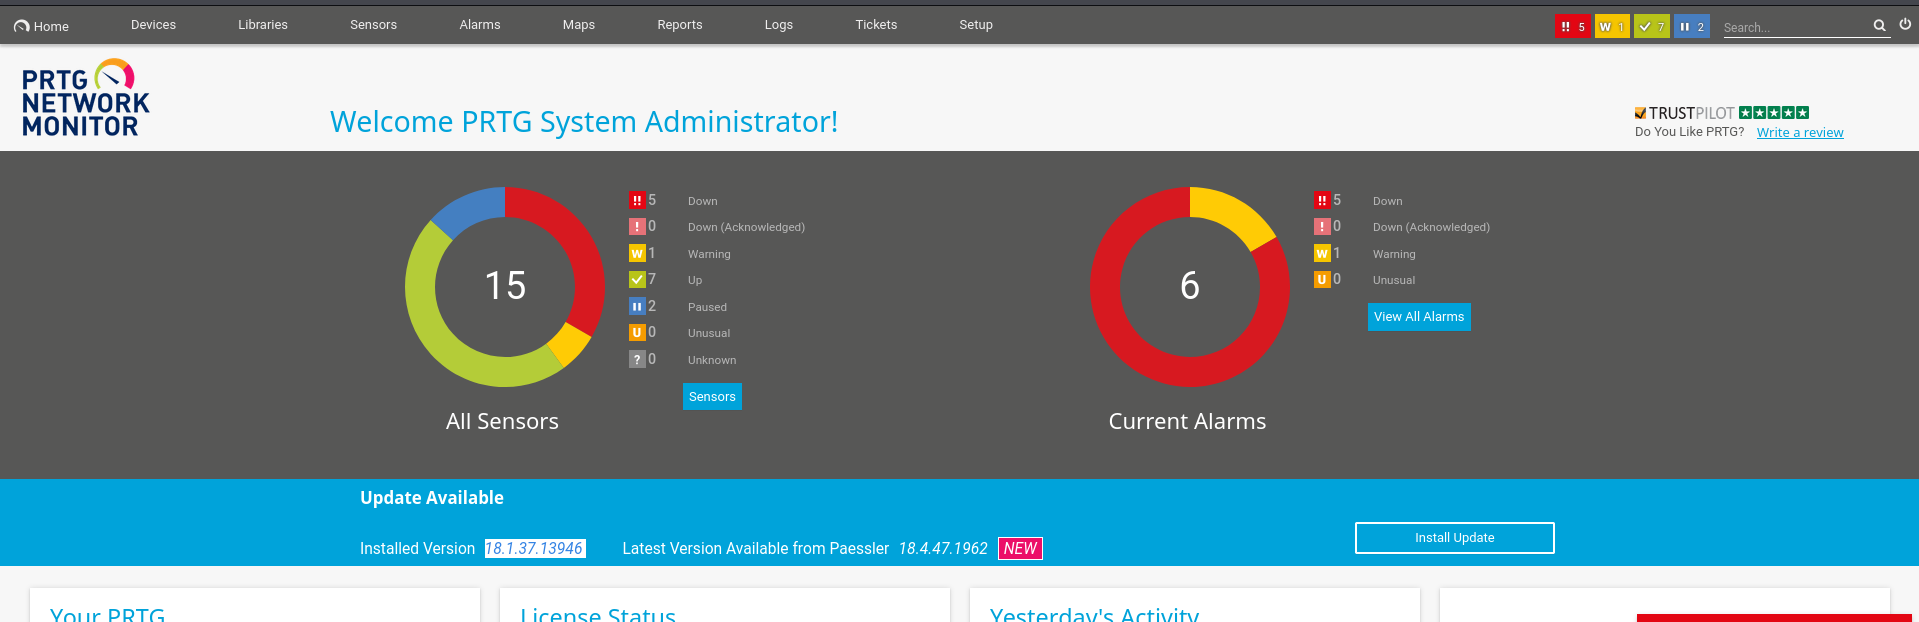 Home Devices Libraries Sensors Alarms Maps Reports Logs Tickets Setup !! 5 W 1 7 2 Search...
PRTG
NETWORK
MONITOR
Welcome PRTG System Administrator!
TRUSTPILOT
Do You Like PRTG? Write a review
15
!! 5 Down
! 0 Down (Acknowledged)
W 1 Warning
7 Up
2 Paused
U 0 Unusual
? 0 Unknown
Sensors
All Sensors
6
!! 5 Down
! 0 Down (Acknowledged)
W 1 Warning
U 0 Unusual
View All Alarms
Current Alarms
Update Available
Installed Version 18.1.37.13946 Latest Version Available from Paessler 18.4.47.1962 NEW
Install Update
Your PRTG
License Status
Yesterday's Activity